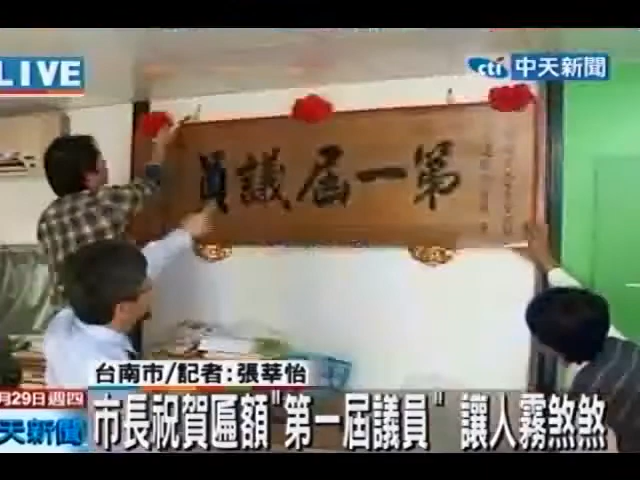 LIVE
cti 中天新聞
員議屆一第
台南市/記者:張莘怡
月29日週四
天新聞
市長祝賀匾額"第一屆議員" 讓人霧煞煞